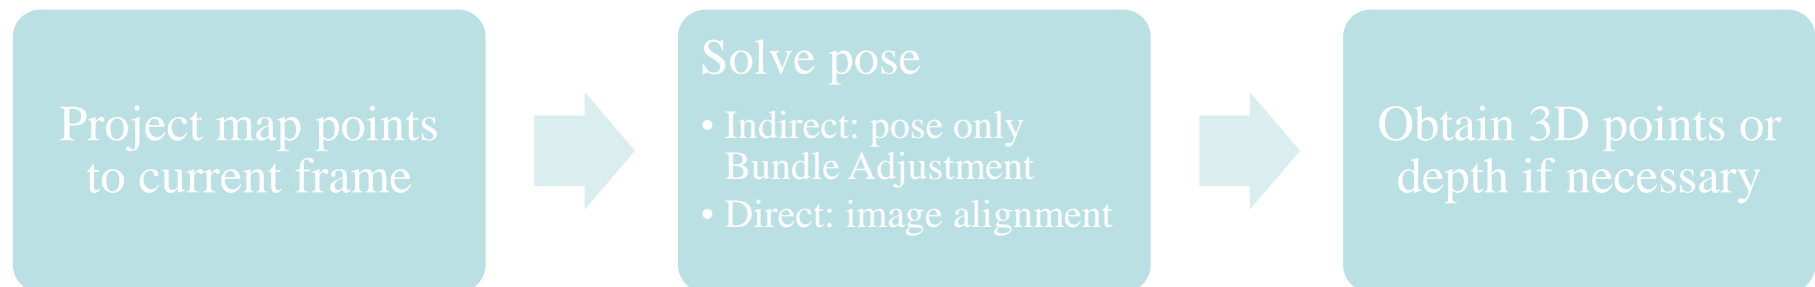 Project map points
to current frame
Solve pose
• Indirect: pose only
Bundle Adjustment
• Direct: image alignment
Obtain 3D points or
depth if necessary